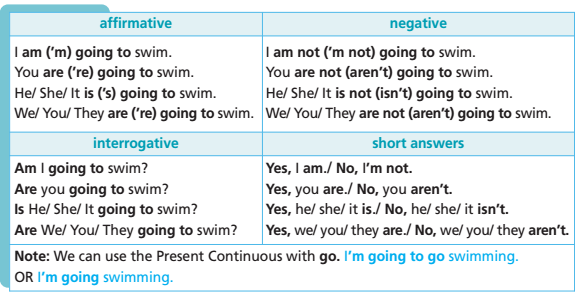 affirmative
I am ('m) going to swim.
You are ('re) going to swim.
He/ She/ It is ('s) going to swim.
We/ You/ They are ('re) going to swim.
negative
I am not ('m not) going to swim.
You are not (aren't) going to swim.
He/ She/ It is not (isn't) going to swim.
We/ You/ They are not (aren't) going to swim.
interrogative
Am I going to swim?
Are you going to swim?
Is He/ She/ It going to swim?
Are We/ You/ They going to swim?
short answers
Yes, I am./ No, I'm not.
Yes, you are./ No, you aren't.
Yes, he/ she/ it is./ No, he/ she/ it isn't.
Yes, we/ you/ they are./ No, we/ you/ they aren't.
Note: We can use the Present Continuous with go. I'm going to go swimming.
OR I'm going swimming.